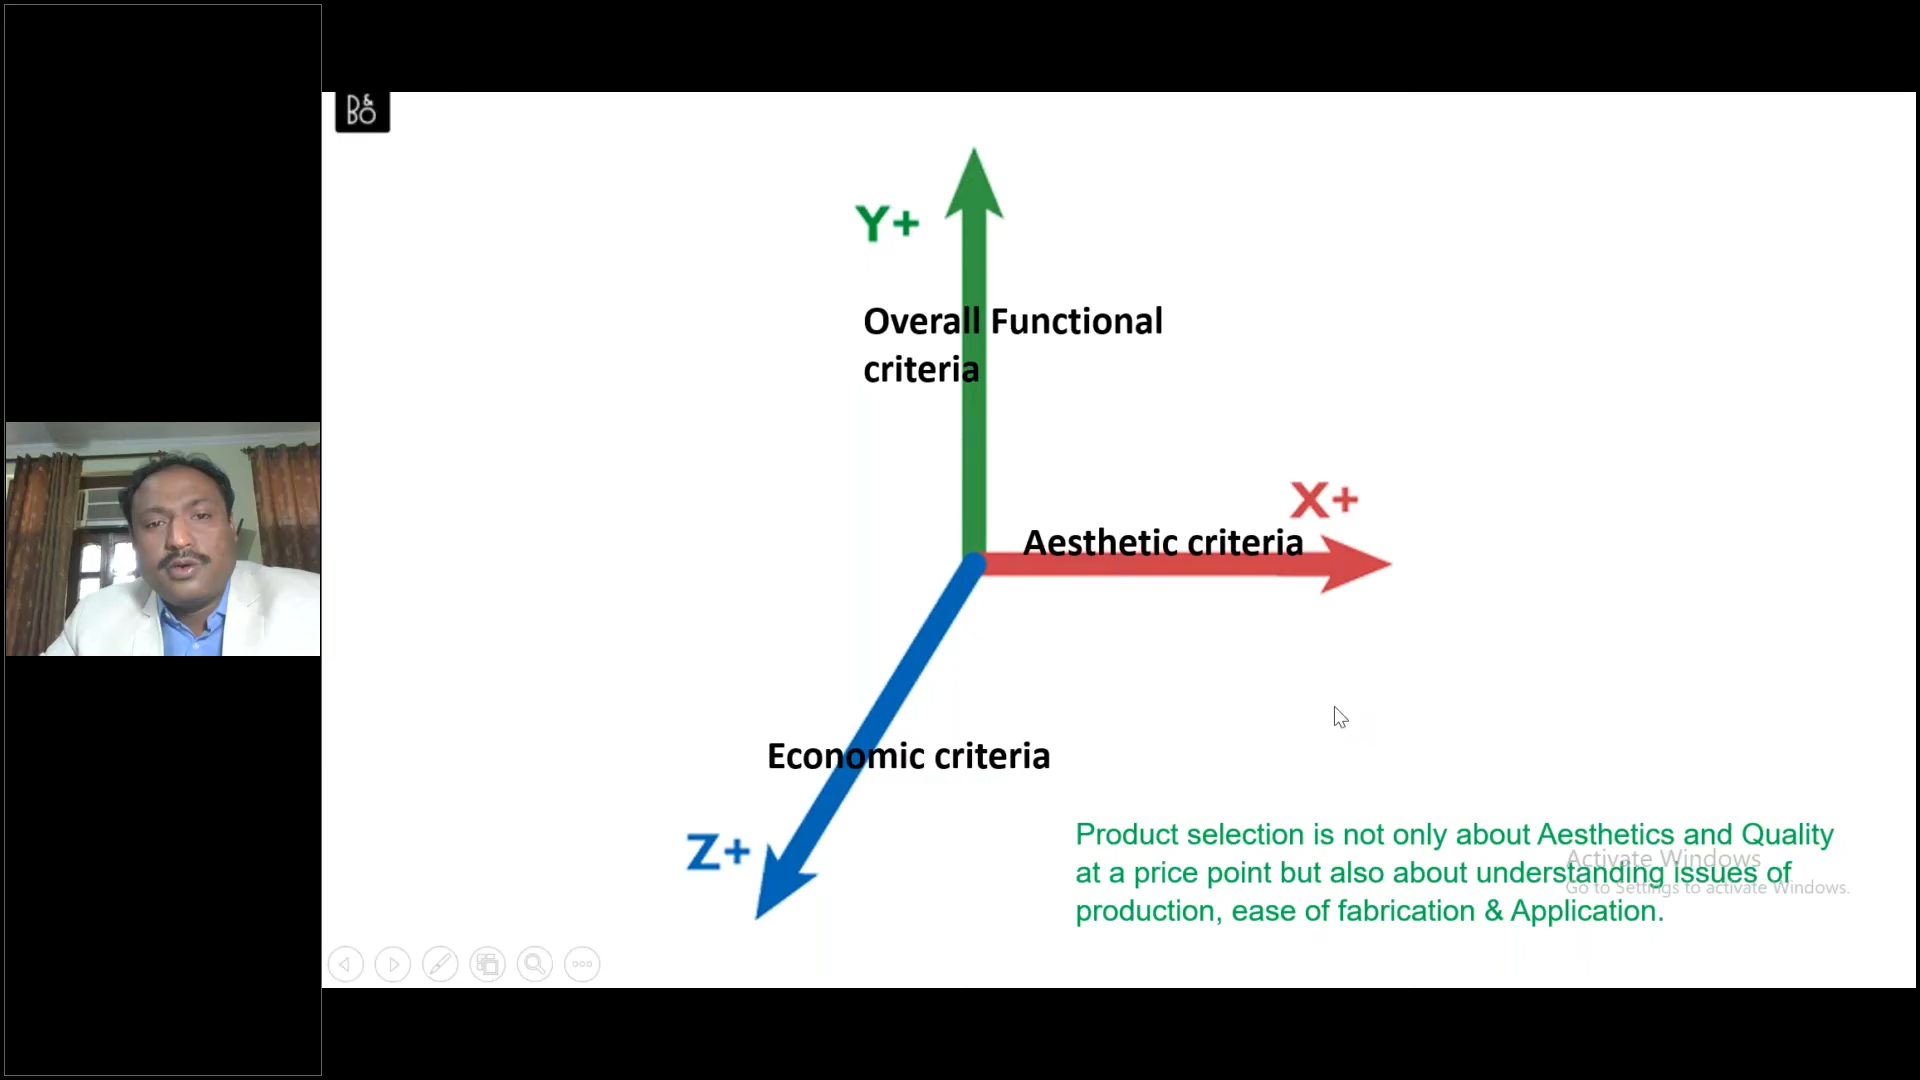 B&O
Y+
Overall Functional
criteria
X+
Aesthetic criteria
Economic criteria
Z+
Product selection is not only about Aesthetics and Quality
at a price point but also about understanding issues of
production, ease of fabrication & Application.
Activate Windows
Go to Settings to activate Windows.